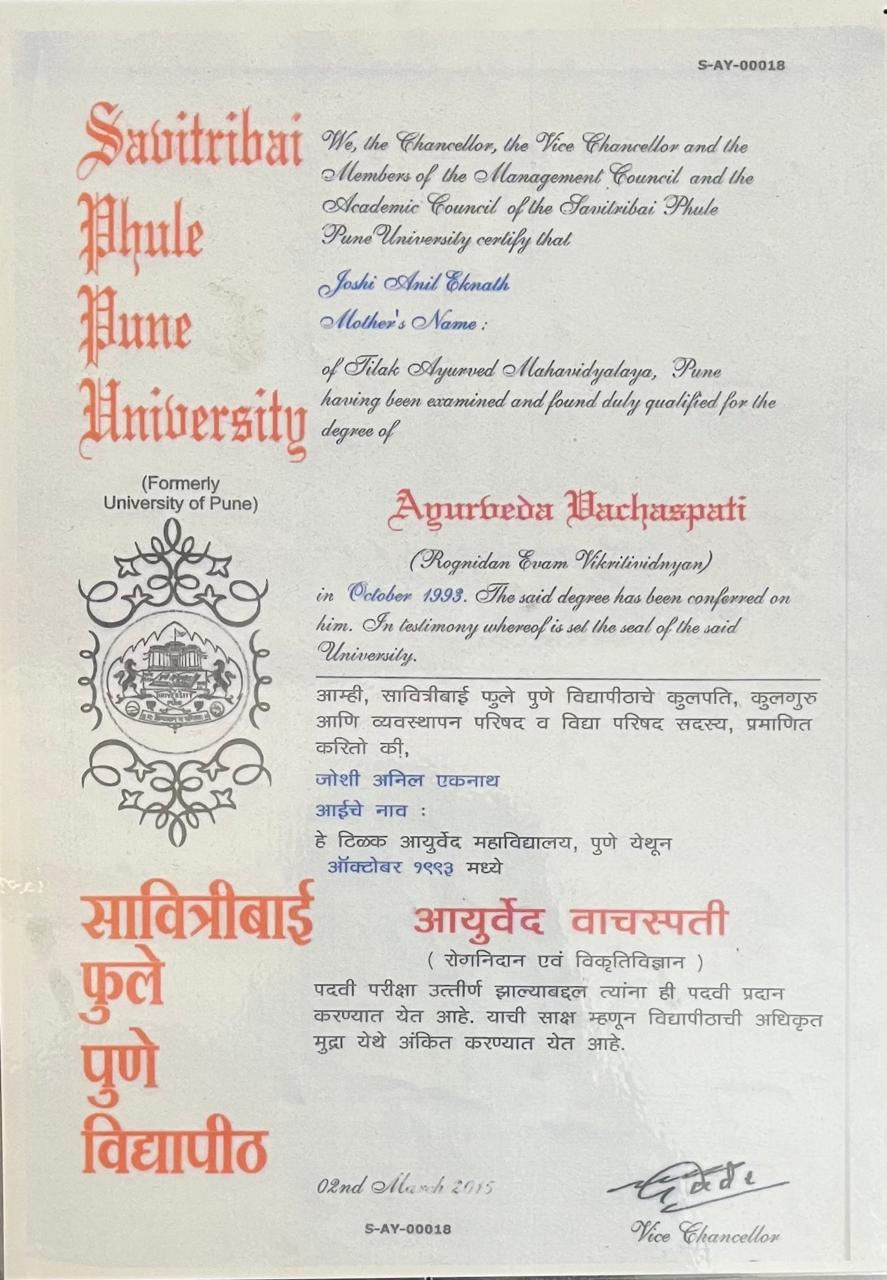 S-AY-00018
Savitribai
Phule
Pune
University
(Formerly
University of Pune)
We, the Chancellor, the Vice Chancellor and the
Members of the Management Council and the
Academic Council of the Savitribai Phule
Pune University certify that
Joshi Anil Eknath
Mother's Name :
of Tilak Ayurved Mahavidyalaya, Pune
having been examined and found duly qualified for the
degree of
Ayurveda Vachaspati
(Rognidan Evam Vikritividnyan)
in October 1993. The said degree has been conferred on
him. In testimony whereof is set the seal of the said
University.
आम्ही, सावित्रीबाई फुले पुणे विद्यापीठाचे कुलपति, कुलगुरु
आणि व्यवस्थापन परिषद व विद्या परिषद सदस्य, प्रमाणित
करितो की,
जोशी अनिल एकनाथ
आईचे नाव :
हे टिळक आयुर्वेद महाविद्यालय, पुणे येथून
ऑक्टोबर १९९३ मध्ये
सावित्रीबाई
फुले
पुणे
विद्यापीठ
आयुर्वेद वाचस्पती
( रोगनिदान एवं विकृतिविज्ञान )
पदवी परीक्षा उत्तीर्ण झाल्याबद्दल त्यांना ही पदवी प्रदान
करण्यात येत आहे. याची साक्ष म्हणून विद्यापीठाची अधिकृत
मुद्रा येथे अंकित करण्यात येत आहे.
02nd March 2015
S-AY-00018
Vice Chancellor